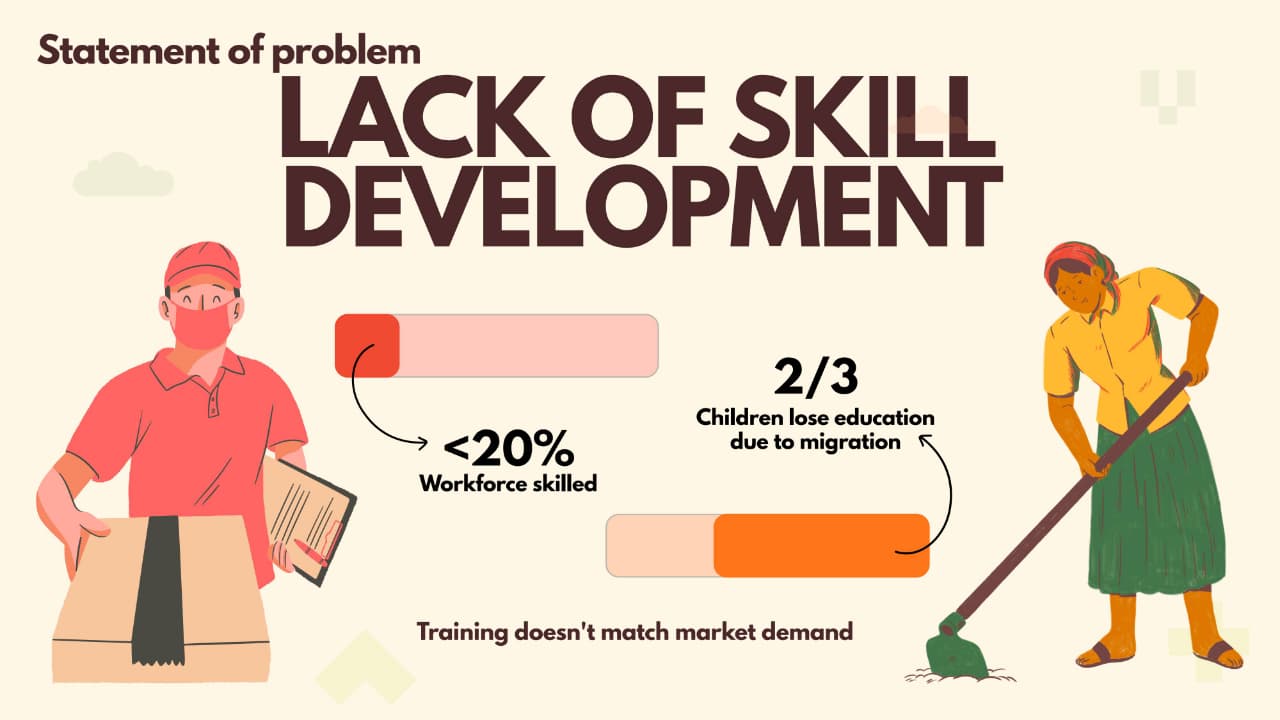 Statement of problem
LACK OF SKILL
DEVELOPMENT
<20%
Workforce skilled
2/3
Children lose education
due to migration
Training doesn't match market demand